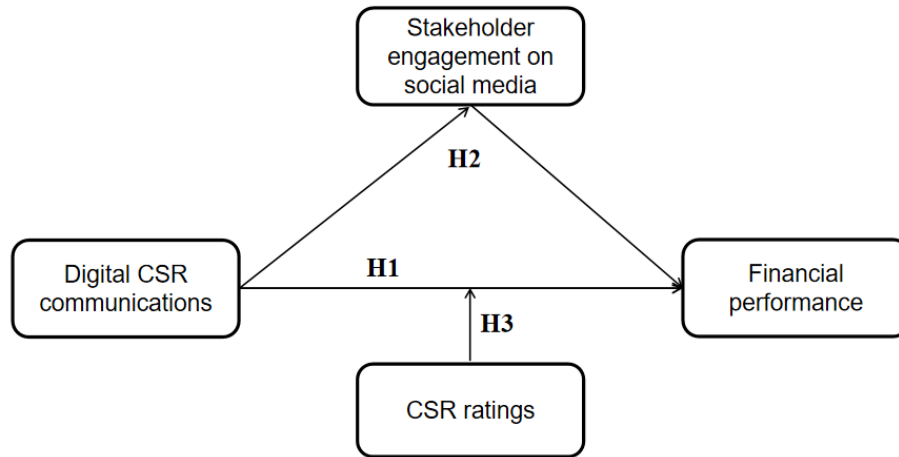 Stakeholder
engagement on
social media
H2
Digital CSR
communications
H1
Financial
performance
H3
CSR ratings